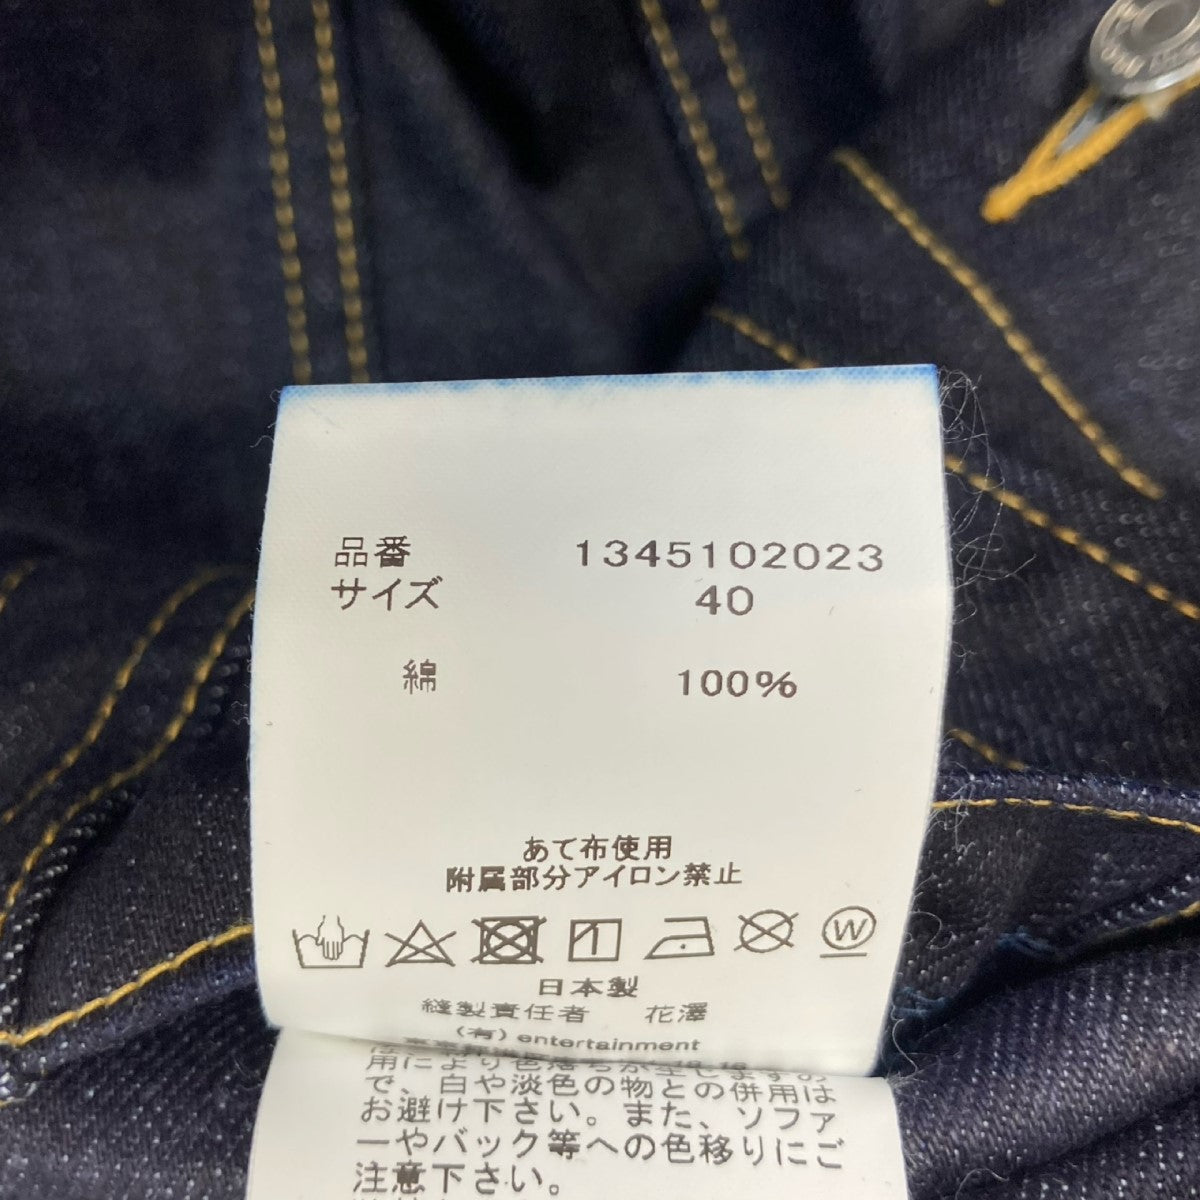 品番 1345102023
サイズ 40
綿 100%
あて布使用
附属部分アイロン禁止
W
日本製
縫製責任者 花澤
(有) entertainment
用により色落ちが生じますの
で、白や淡色の物との併用は
お避け下さい。また、ソファ
ーやバック等への色移りにご
注意下さい。